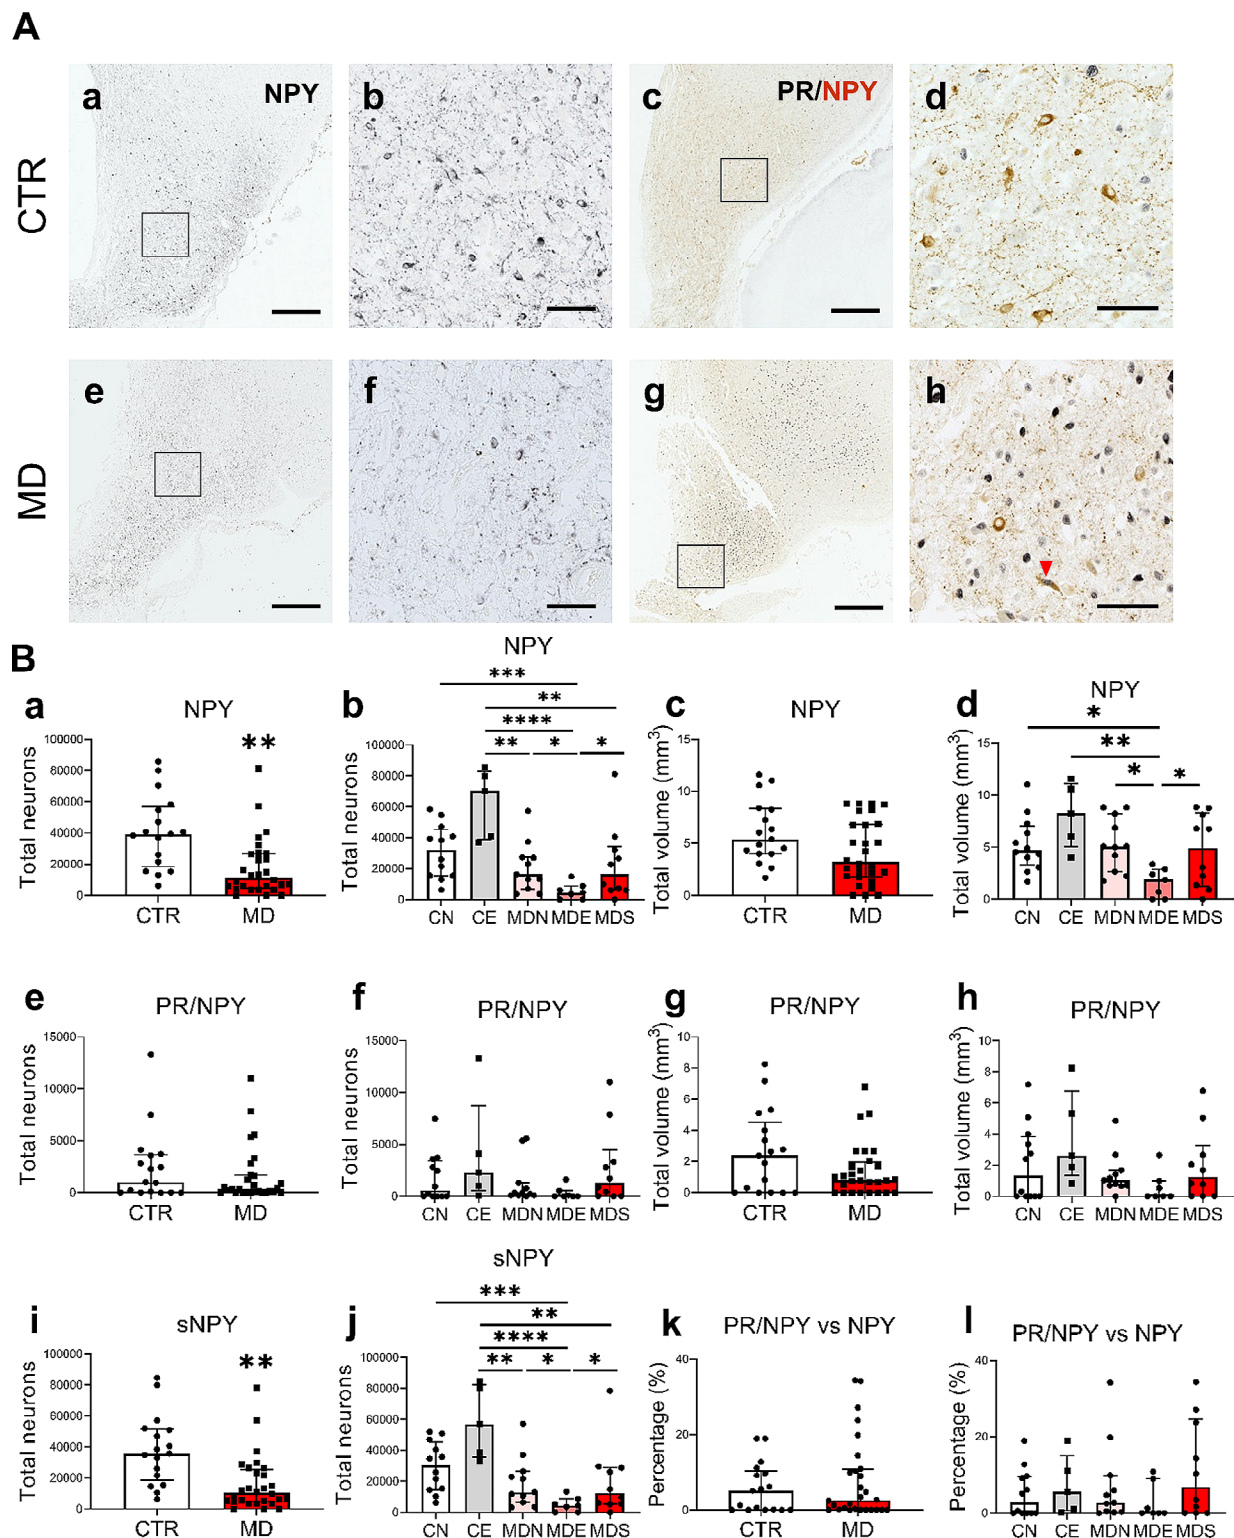 A
CTR
a NPY
b
c PR/NPY
d
MD
e
f
g
h
B
a
NPY
**
Total neurons
100000
80000
60000
40000
20000
0
CTR MD
b
NPY
***
**
****
** * *
Total neurons
100000
80000
60000
40000
20000
0
CN CE MDN MDE MDS
c
NPY
Total volume (mm³)
15
10
5
0
CTR MD
d
NPY
*
**
* *
Total volume (mm³)
15
10
5
0
CN CE MDN MDE MDS
e
PR/NPY
Total neurons
15000
10000
5000
0
CTR MD
f
PR/NPY
Total neurons
15000
10000
5000
0
CN CE MDN MDE MDS
g
PR/NPY
Total volume (mm³)
10
8
6
4
2
0
CTR MD
h
PR/NPY
Total volume (mm³)
10
8
6
4
2
0
CN CE MDN MDE MDS
i
sNPY
**
Total neurons
100000
80000
60000
40000
20000
0
CTR MD
j
sNPY
***
**
****
** * *
Total neurons
100000
80000
60000
40000
20000
0
CN CE MDN MDE MDS
k
PR/NPY vs NPY
Percentage (%)
40
20
0
CTR MD
l
PR/NPY vs NPY
Percentage (%)
40
20
0
CN CE MDN MDE MDS